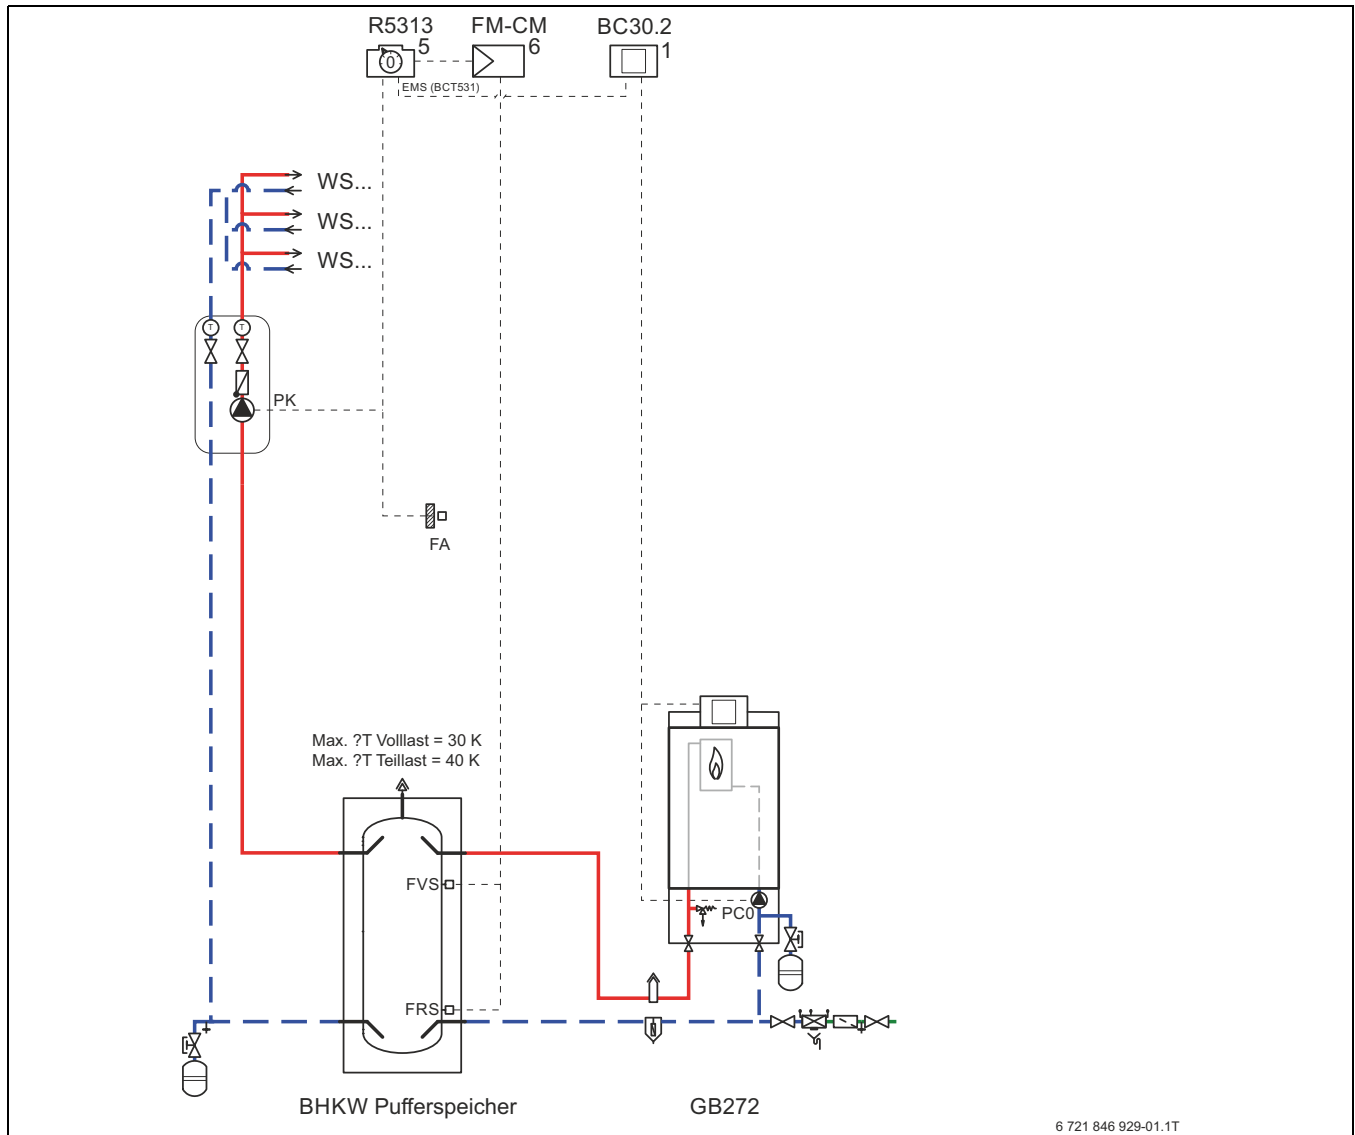 R5313 FM-CM BC30.2
5 6 1
0
EMS (BCT531)
WS...
WS...
WS...
T T
PK
FA
Max. ?T Volllast = 30 K
Max. ?T Teillast = 40 K
FVS
PC0
FRS
BHKW Pufferspeicher GB272
6 721 846 929-01.1T